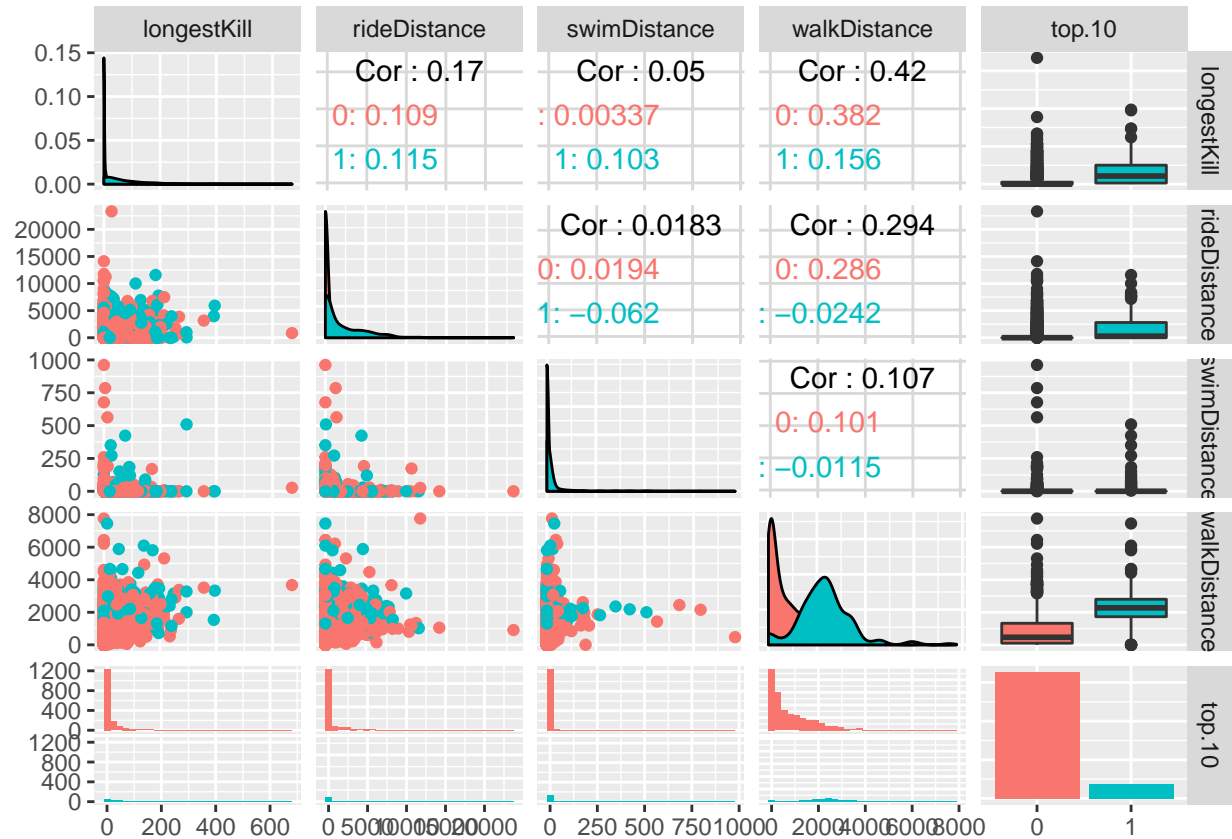 longestKill rideDistance swimDistance walkDistance top.10
0.15
0.10
0.05
0.00
Cor : 0.17
0: 0.109
1: 0.115
Cor : 0.05
: 0.00337
1: 0.103
Cor : 0.42
0: 0.382
1: 0.156
longestKill
20000
15000
10000
5000
0
Cor : 0.0183
0: 0.0194
1: −0.062
Cor : 0.294
0: 0.286
: −0.0242
rideDistance
1000
750
500
250
0
Cor : 0.107
0: 0.101
: −0.0115
swimDistance
8000
6000
4000
2000
0
walkDistance
1200
800
400
0
1200
800
400
0
top.10
0 200 400 600
0 5000 10000 15000 20000
0 250 500 750 1000
0 2000 4000 6000 8000
0 1